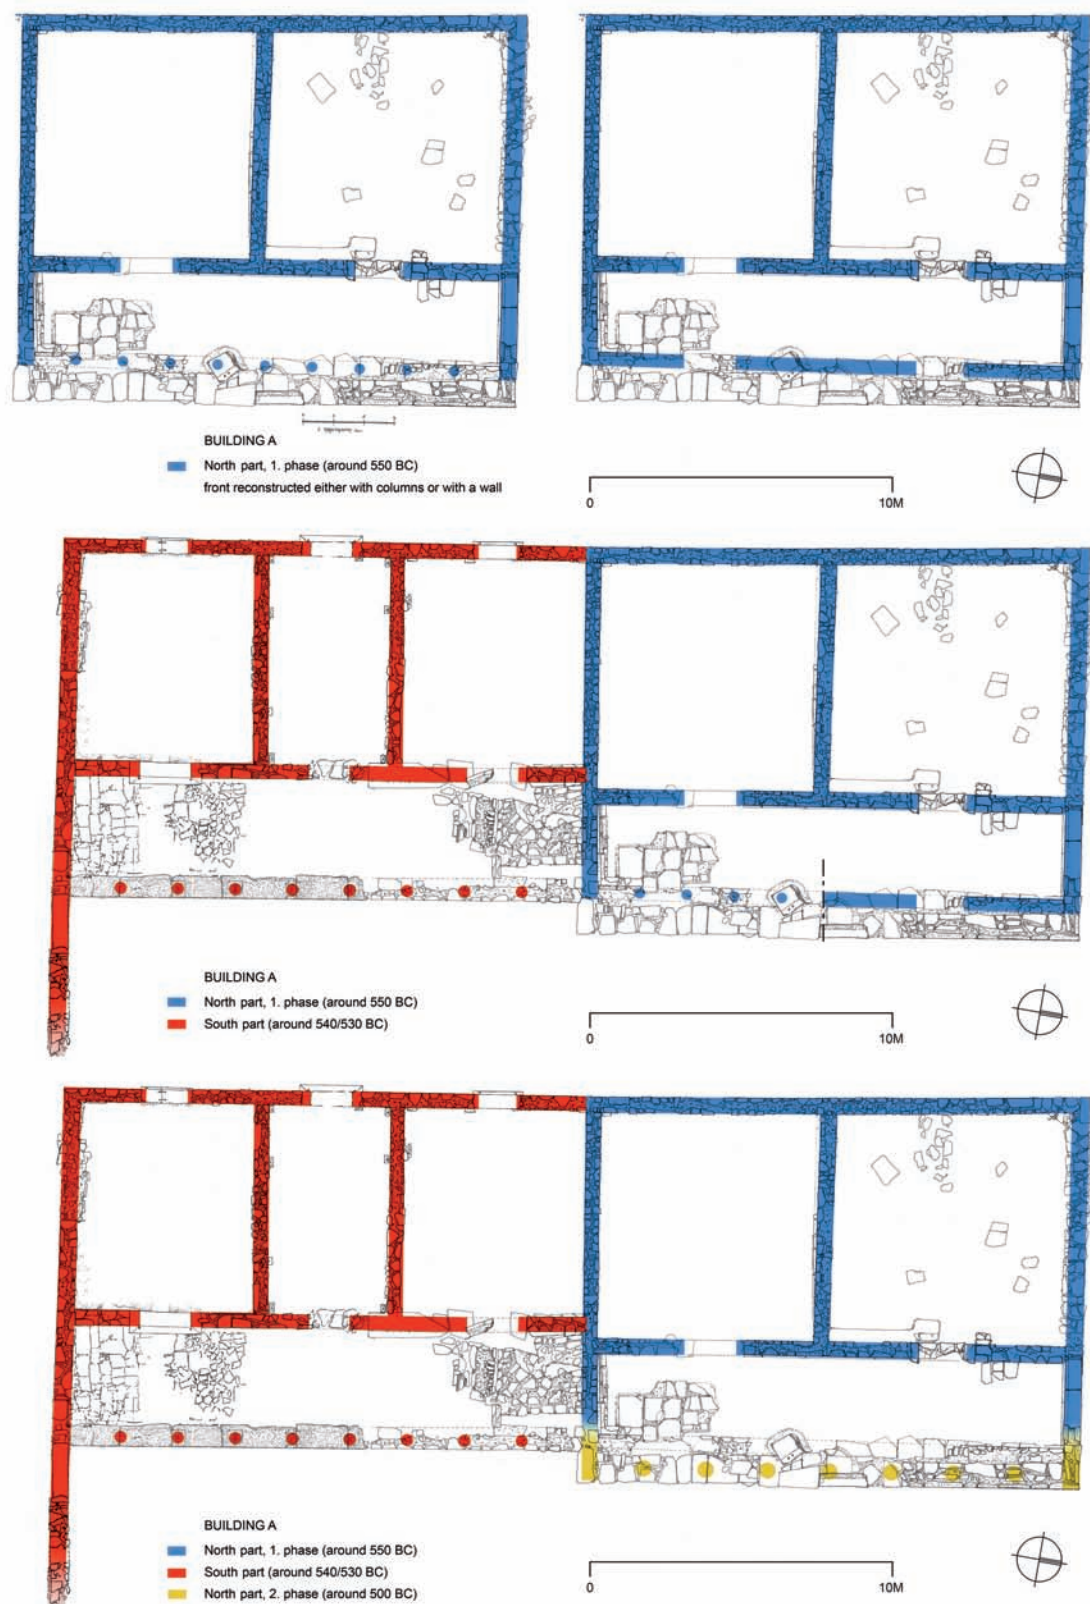 BUILDING A
North part, 1. phase (around 550 BC)
front reconstructed either with columns or with a wall
0 10M
BUILDING A
North part, 1. phase (around 550 BC)
South part (around 540/530 BC)
0 10M
BUILDING A
North part, 1. phase (around 550 BC)
South part (around 540/530 BC)
North part, 2. phase (around 500 BC)
0 10M